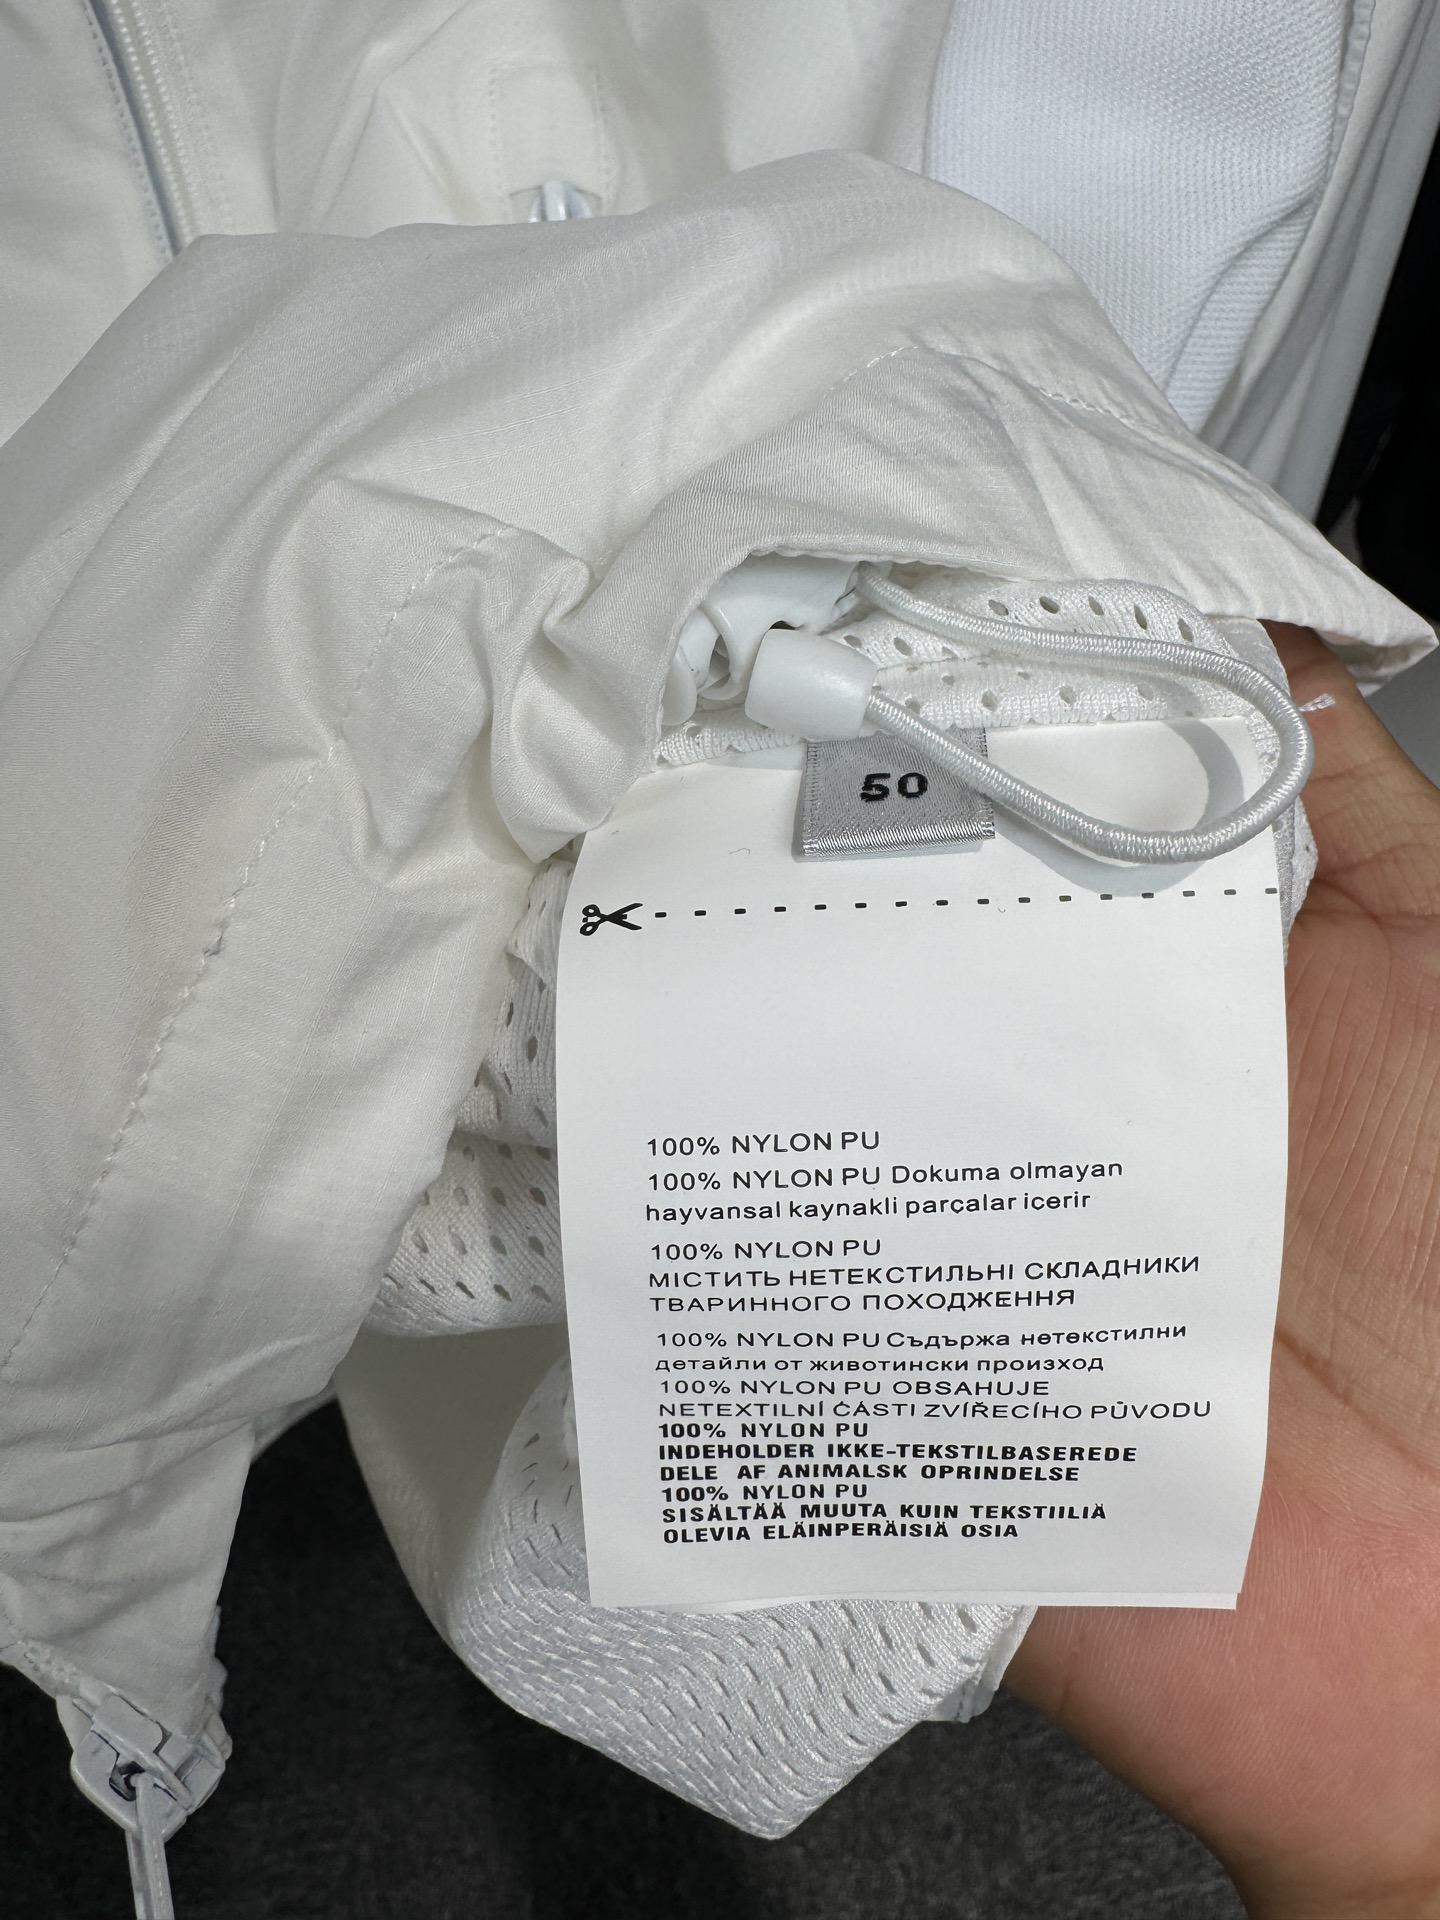 50
100% NYLON PU
100% NYLON PU Dokuma olmayan
hayvansal kaynakli parçalar içerir
100% NYLON PU
МІСТИТЬ НЕТЕКСТИЛЬНІ СКЛАДНИКИ
ТВАРИННОГО ПОХОДЖЕННЯ
100% NYLON PU Съдържа нетекстилни
детайли от животински произход
100% NYLON PU OBSAHUJE
NETEXTILNÍ ČÁSTI ZVÍŘECÍHO PŮVODU
100% NYLON PU
INDEHOLDER IKKE-TEKSTILBASEREDE
DELE AF ANIMALSK OPRINDELSE
100% NYLON PU
SISÄLTÄÄ MUUTA KUIN TEKSTIILIÄ
OLEVIA ELÄINPERÄISIÄ OSIA